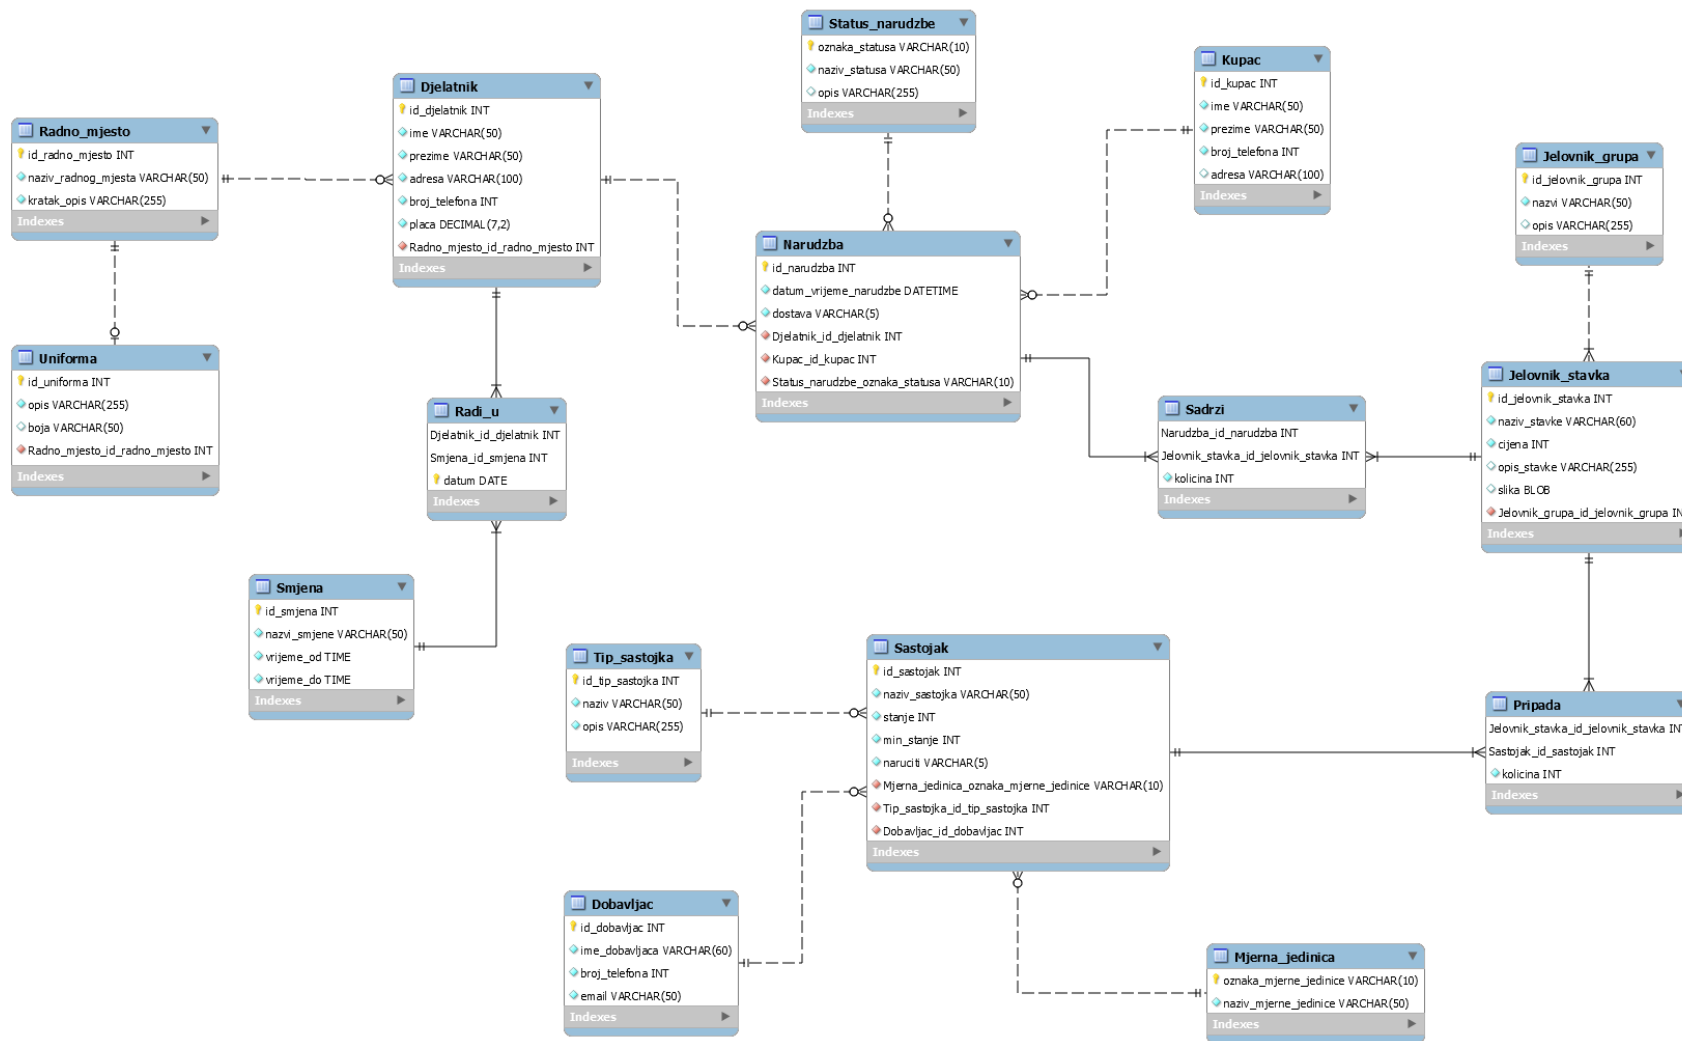 Status_narudzbe
oznaka_statusa VARCHAR(10)
naziv_statusa VARCHAR(50)
opis VARCHAR(255)
Indexes
Kupac
id_kupac INT
ime VARCHAR(50)
prezime VARCHAR(50)
broj_telefona INT
adresa VARCHAR(100)
Indexes
Djelatnik
id_djelatnik INT
ime VARCHAR(50)
prezime VARCHAR(50)
adresa VARCHAR(100)
broj_telefona INT
placa DECIMAL(7,2)
Radno_mjesto_id_radno_mjesto INT
Indexes
Radno_mjesto
id_radno_mjesto INT
naziv_radnog_mjesta VARCHAR(50)
kratak_opis VARCHAR(255)
Indexes
Jelovnik_grupa
id_jelovnik_grupa INT
nazvi VARCHAR(50)
opis VARCHAR(255)
Indexes
Narudzba
id_narudzba INT
datum_vrijeme_narudzbe DATETIME
dostava VARCHAR(5)
Djelatnik_id_djelatnik INT
Kupac_id_kupac INT
Status_narudzbe_oznaka_statusa VARCHAR(10)
Indexes
Uniforma
id_uniforma INT
opis VARCHAR(255)
boja VARCHAR(50)
Radno_mjesto_id_radno_mjesto INT
Indexes
Jelovnik_stavka
id_jelovnik_stavka INT
naziv_stavke VARCHAR(60)
cijena INT
opis_stavke VARCHAR(255)
slika BLOB
Jelovnik_grupa_id_jelovnik_grupa IN
Indexes
Radi_u
Djelatnik_id_djelatnik INT
Smjena_id_smjena INT
datum DATE
Indexes
Sadrzi
Narudzba_id_narudzba INT
Jelovnik_stavka_id_jelovnik_stavka INT
kolicina INT
Indexes
Smjena
id_smjena INT
nazvi_smjene VARCHAR(50)
vrijeme_od TIME
vrijeme_do TIME
Indexes
Tip_sastojka
id_tip_sastojka INT
naziv VARCHAR(50)
opis VARCHAR(255)
Indexes
Sastojak
id_sastojak INT
naziv_sastojka VARCHAR(50)
stanje INT
min_stanje INT
naruciti VARCHAR(5)
Mjerna_jedinica_oznaka_mjerne_jedinice VARCHAR(10)
Tip_sastojka_id_tip_sastojka INT
Dobavljac_id_dobavljac INT
Indexes
Pripada
Jelovnik_stavka_id_jelovnik_stavka INT
Sastojak_id_sastojak INT
kolicina INT
Indexes
Dobavljac
id_dobavljac INT
ime_dobavljaca VARCHAR(60)
broj_telefona INT
email VARCHAR(50)
Indexes
Mjerna_jedinica
oznaka_mjerne_jedinice VARCHAR(10)
naziv_mjerne_jedinice VARCHAR(50)
Indexes